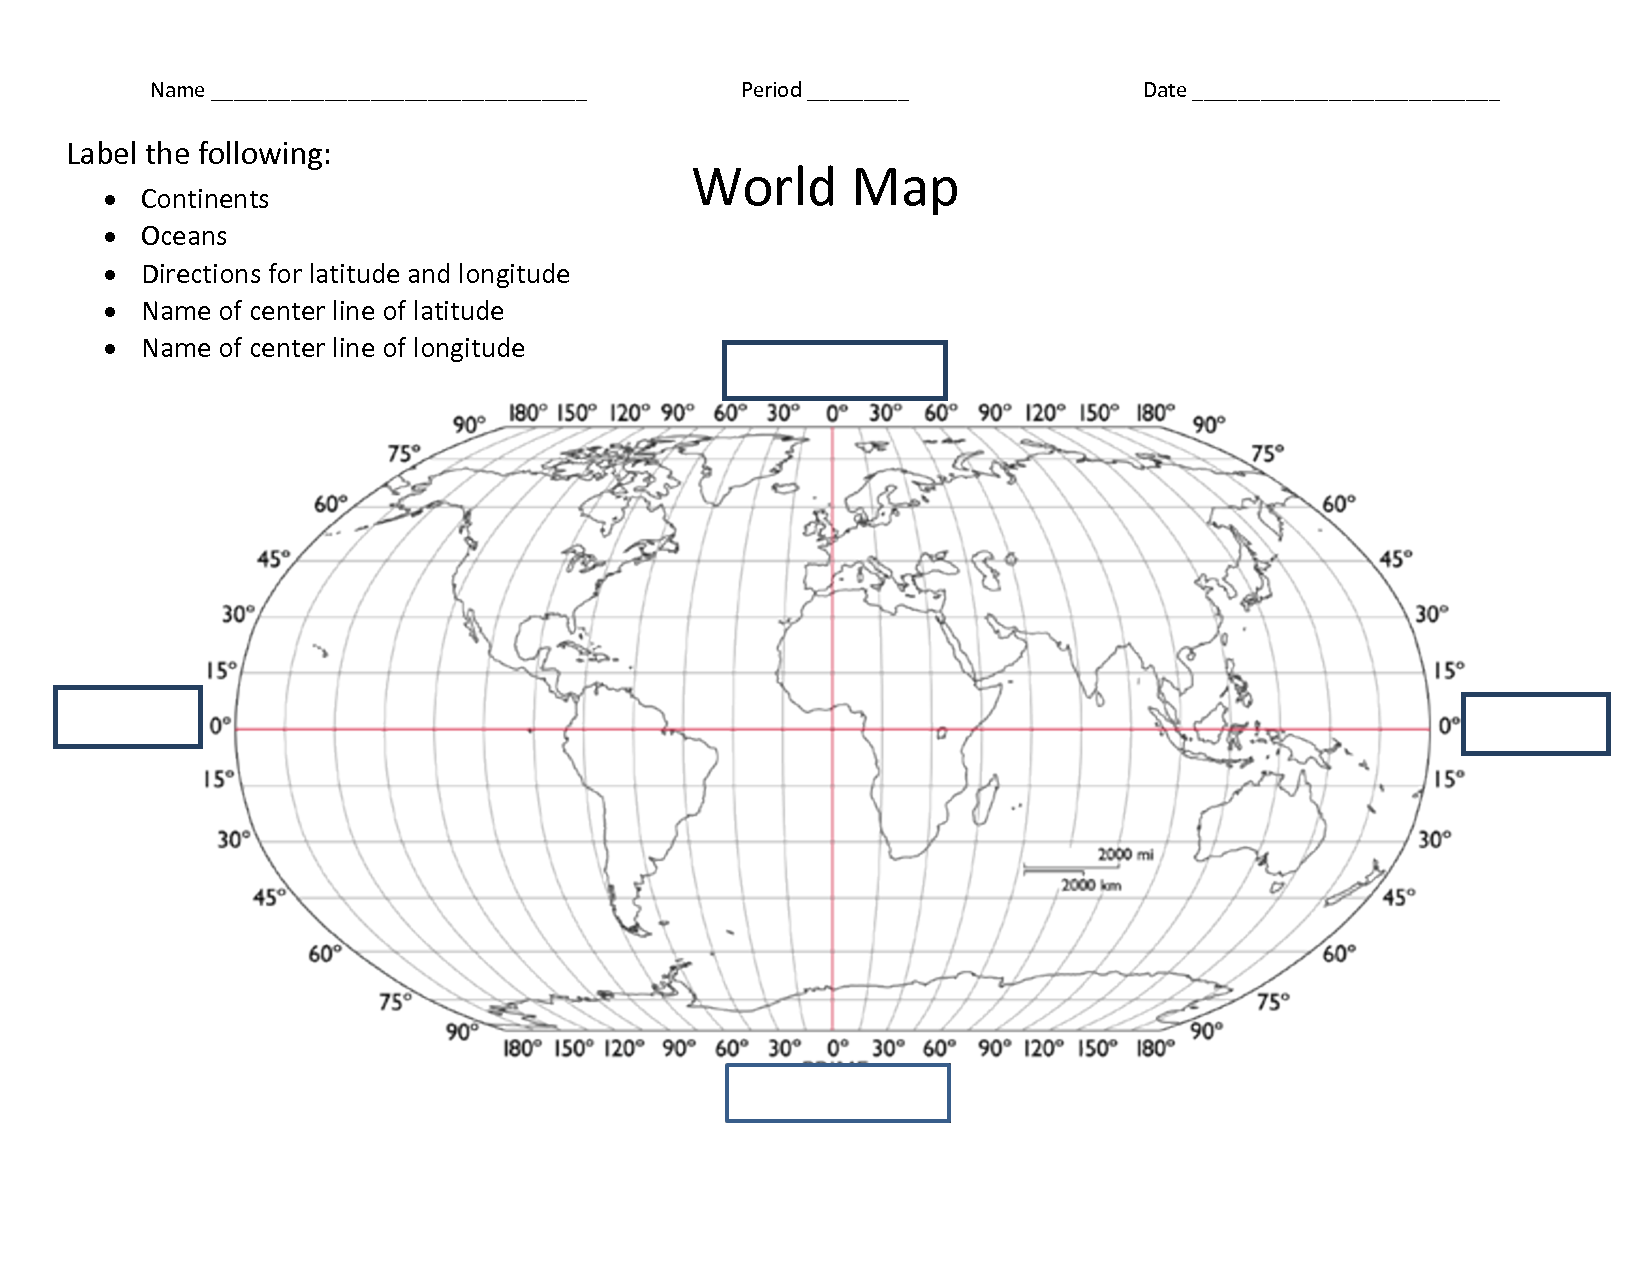 Name _________________________________ Period _________ Date ___________________________
Label the following:
World Map
• Continents
• Oceans
• Directions for latitude and longitude
• Name of center line of latitude
• Name of center line of longitude
180° 150° 120° 90° 60° 30° 0° 30° 60° 90° 120° 150° 180°
90° 90°
75° 75°
60° 60°
45° 45°
30° 30°
15° 15°
0° 0°
15° 15°
30° 30°
2000 mi
2000 km
45° 45°
60° 60°
75° 75°
90° 90°
180° 150° 120° 90° 60° 30° 0° 30° 60° 90° 120° 150° 180°